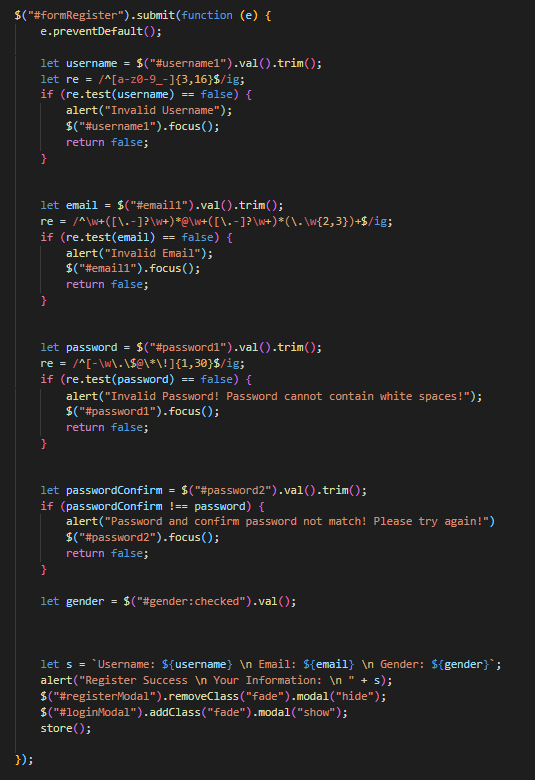 $("#formRegister").submit(function (e) {
e.preventDefault();
let username = $("#username1").val().trim();
let re = /^[a-z0-9_-]{3,16}$/ig;
if (re.test(username) == false) {
alert("Invalid Username");
$("#username1").focus();
return false;
}
let email = $("#email1").val().trim();
re = /^\w+([\.-]?\w+)*@\w+([\.-]?\w+)*(\.\w{2,3})+$/ig;
if (re.test(email) == false) {
alert("Invalid Email");
$("#email1").focus();
return false;
}
let password = $("#password1").val().trim();
re = /^[-\w\.\$@\*\!]{1,30}$/ig;
if (re.test(password) == false) {
alert("Invalid Password! Password cannot contain white spaces!");
$("#password1").focus();
return false;
}
let passwordConfirm = $("#password2").val().trim();
if (passwordConfirm !== password) {
alert("Password and confirm password not match! Please try again!")
$("#password2").focus();
return false;
}
let gender = $("#gender:checked").val();
let s = `Username: ${username} \n Email: ${email} \n Gender: ${gender}`;
alert("Register Success \n Your Information: \n " + s);
$("#registerModal").removeClass("fade").modal("hide");
$("#loginModal").addClass("fade").modal("show");
store();
});